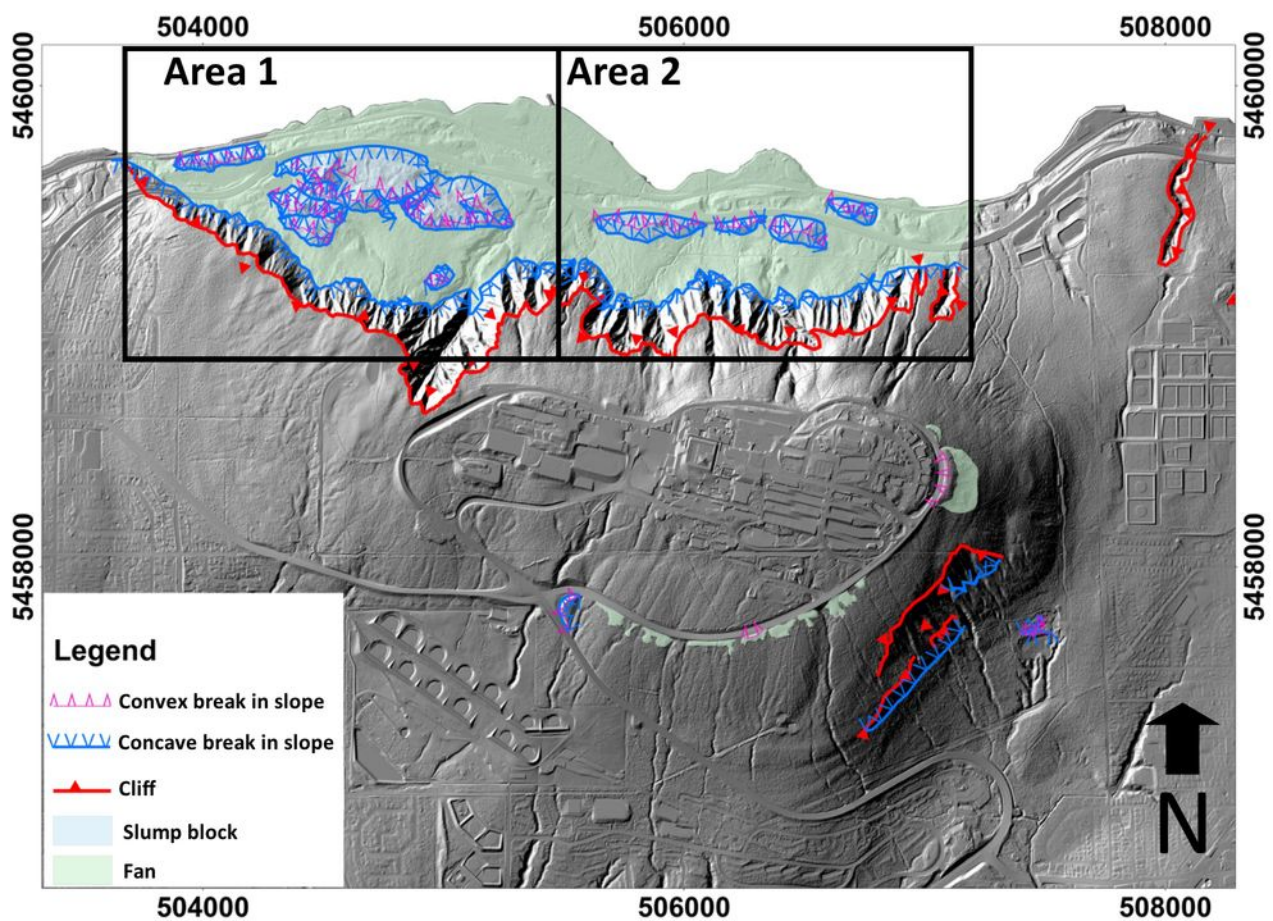 504000 506000 508000
5460000 5460000
Area 1 Area 2
5458000 5458000
Legend
Convex break in slope
Concave break in slope
Cliff
Slump block
Fan
N
504000 506000 508000